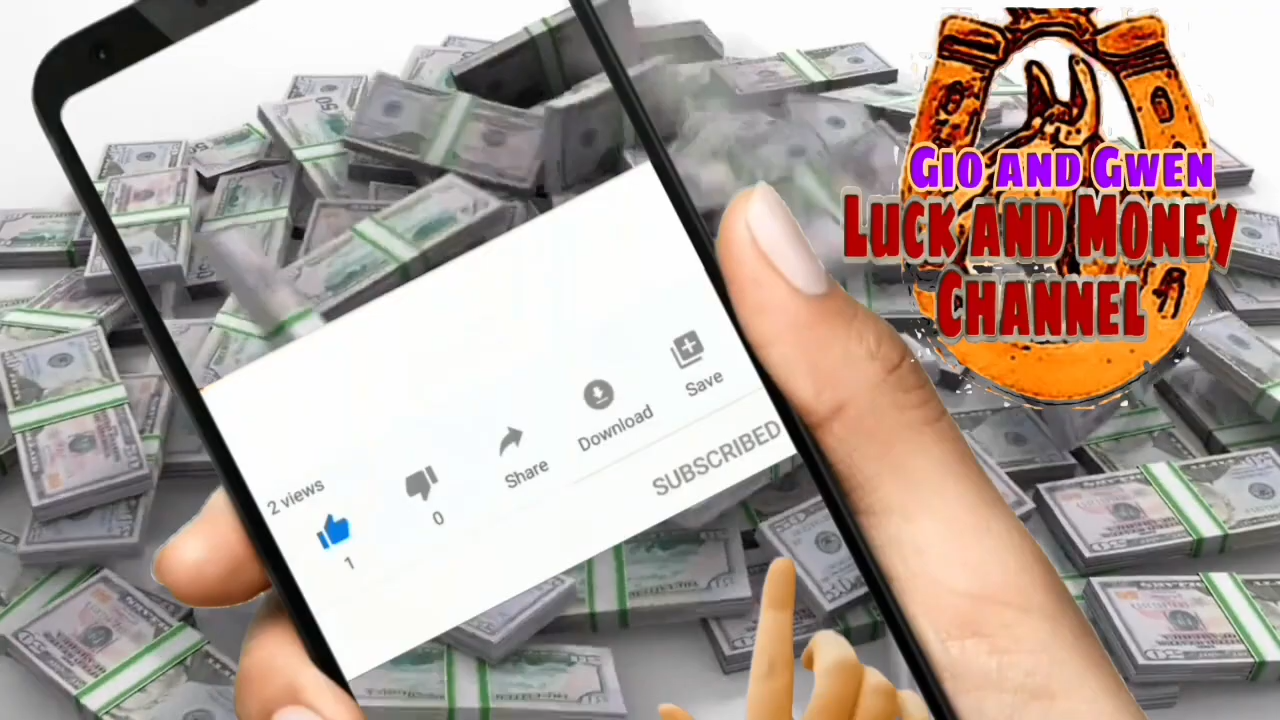 GIO AND GWEN
LUCK AND MONEY
CHANNEL
2 views
1
0
Share
Download
Save
SUBSCRIBED